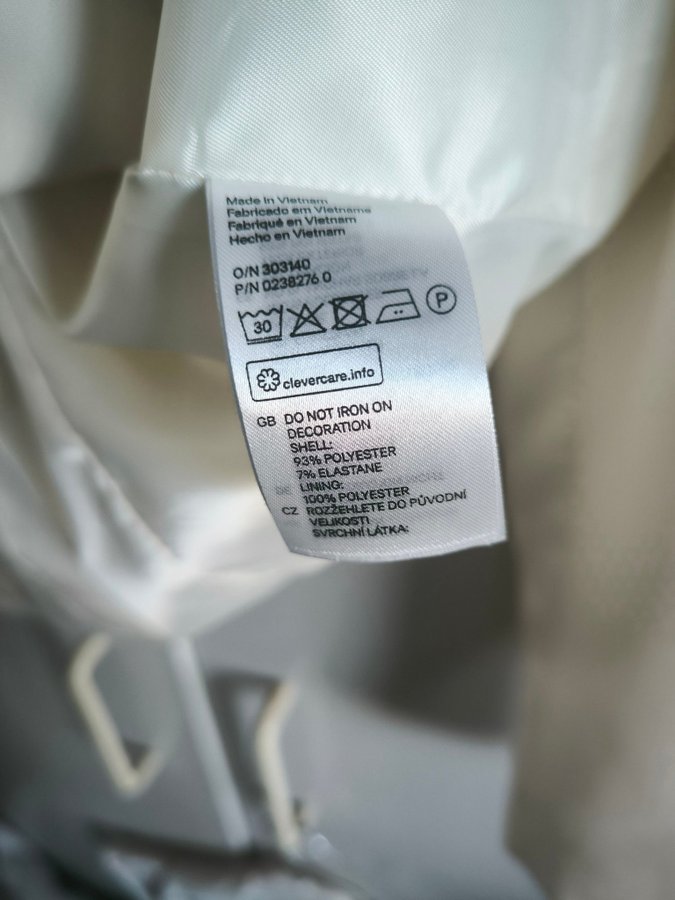 Made in Vietnam
Fabricado em Vietname
Fabriqué en Vietnam
Hecho en Vietnam
O/N 303140
P/N 0238276 0
30 P
clevercare.info
GB DO NOT IRON ON
DECORATION
SHELL:
93% POLYESTER
7% ELASTANE
LINING:
100% POLYESTER
CZ ROZŽEHLETE DO PŮVODNÍ
VELIKOSTI
SVRCHNÍ LÁTKA: